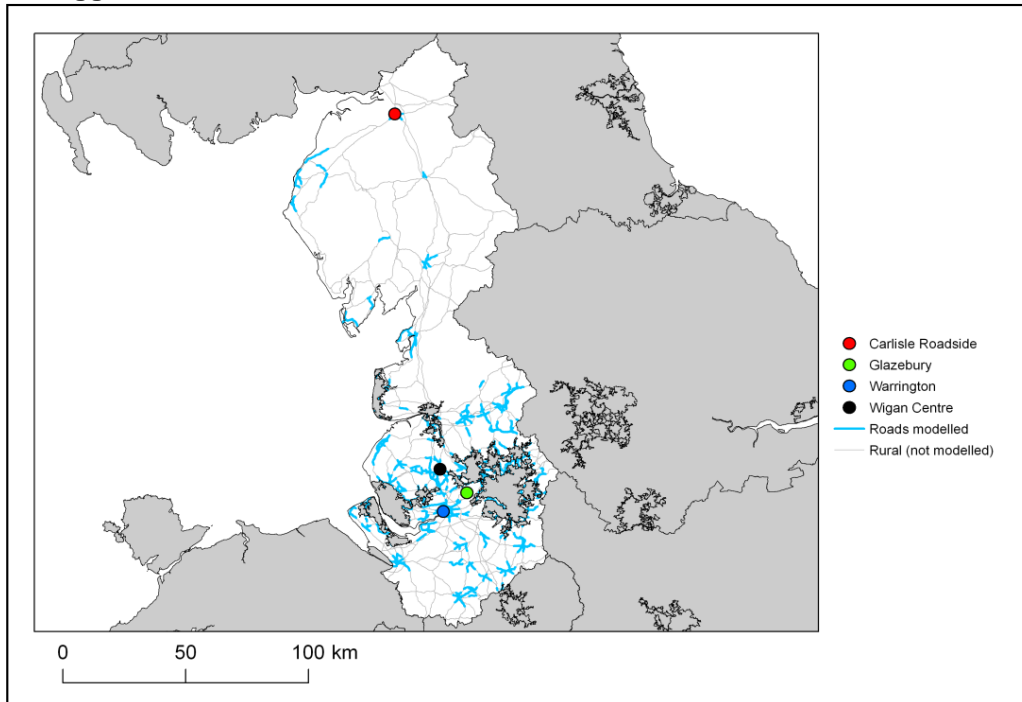 Carlisle Roadside
Glazebury
Warrington
Wigan Centre
Roads modelled
Rural (not modelled)
0 50 100 km